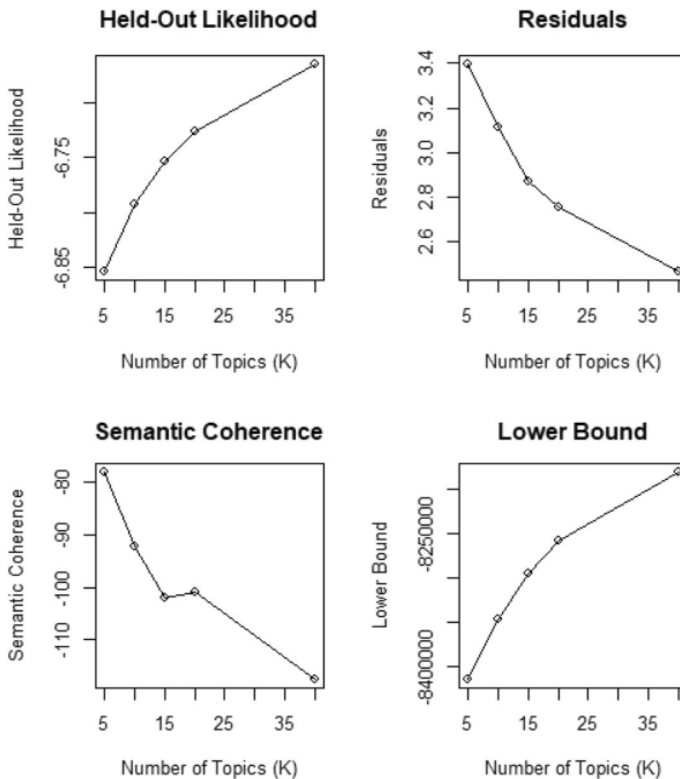 Held-Out Likelihood
Held-Out Likelihood
-6.75
-6.85
5 15 25 35
Number of Topics (K)
Residuals
Residuals
3.4
3.2
3.0
2.8
2.6
5 15 25 35
Number of Topics (K)
Semantic Coherence
Semantic Coherence
-80
-90
-100
-110
5 15 25 35
Number of Topics (K)
Lower Bound
Lower Bound
-8250000
-8400000
5 15 25 35
Number of Topics (K)